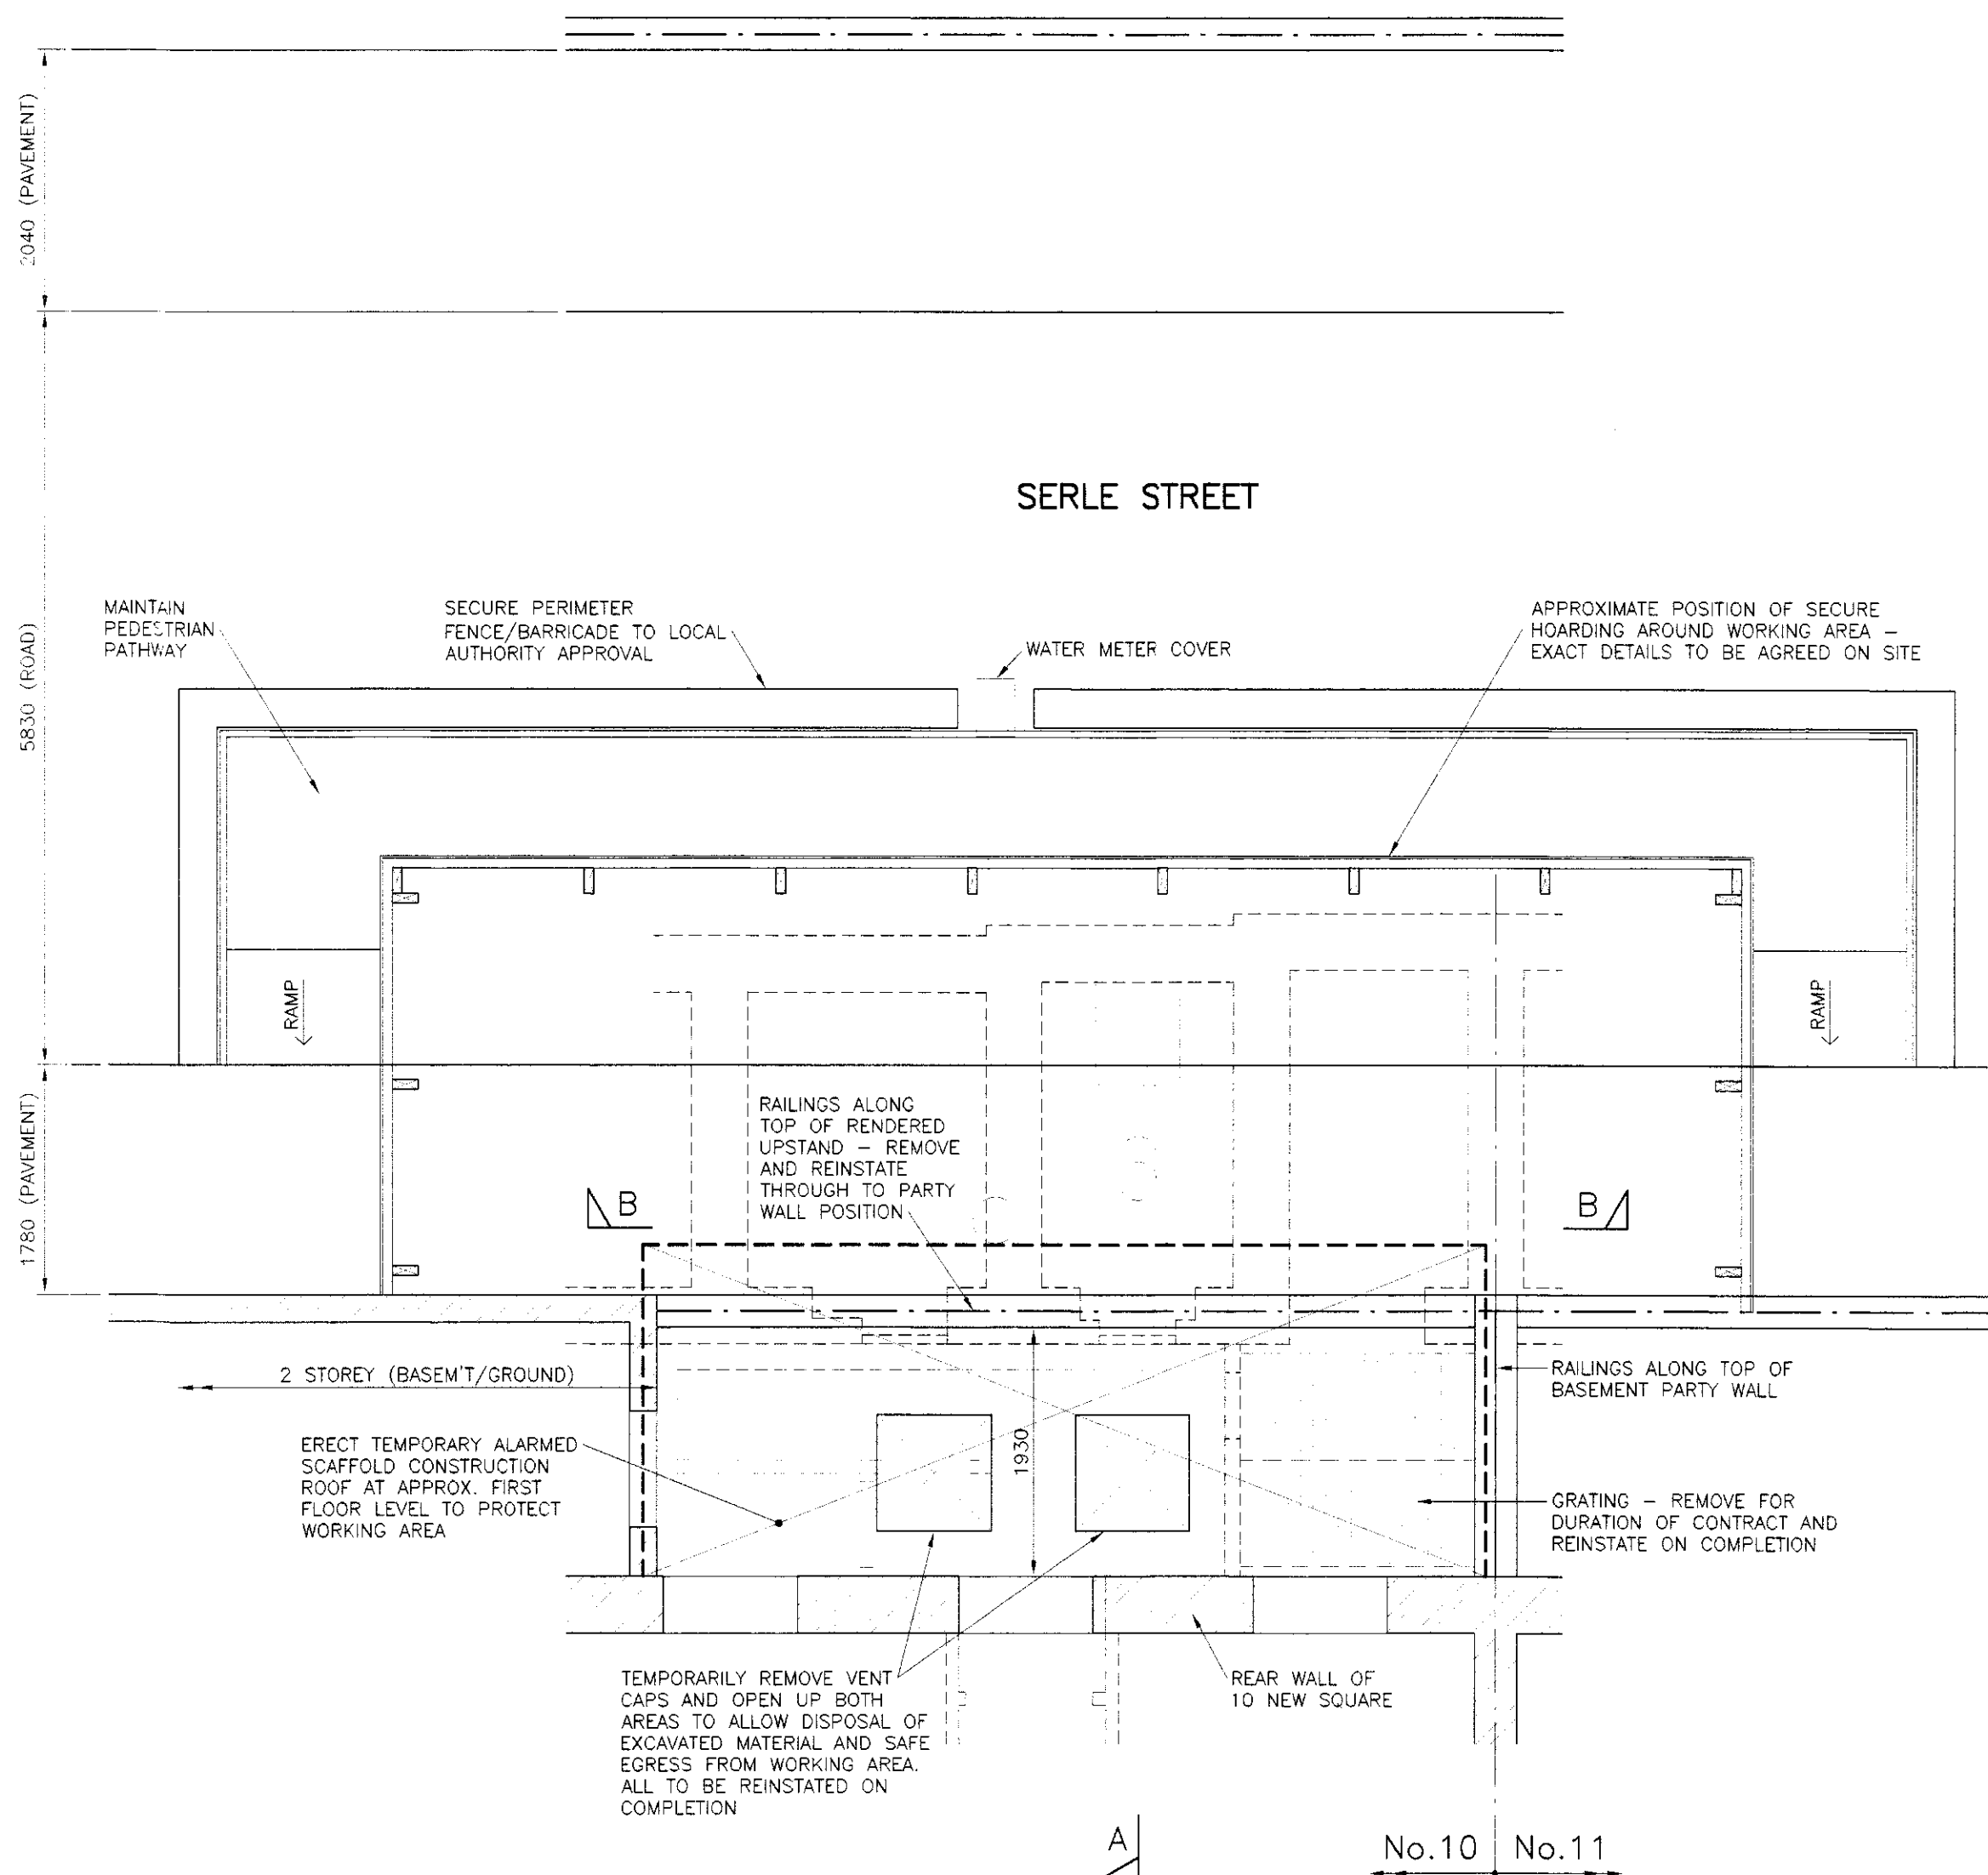 2040 (PAVEMENT)
SERLE STREET
5830 (ROAD)
MAINTAIN
PEDESTRIAN
PATHWAY
SECURE PERIMETER
FENCE/BARRICADE TO LOCAL
AUTHORITY APPROVAL
WATER METER COVER
APPROXIMATE POSITION OF SECURE
HOARDING AROUND WORKING AREA –
EXACT DETAILS TO BE AGREED ON SITE
RAMP
RAMP
1780 (PAVEMENT)
RAILINGS ALONG
TOP OF RENDERED
UPSTAND – REMOVE
AND REINSTATE
THROUGH TO PARTY
WALL POSITION
B
B
2 STOREY (BASEM'T/GROUND)
RAILINGS ALONG TOP OF
BASEMENT PARTY WALL
ERECT TEMPORARY ALARMED
SCAFFOLD CONSTRUCTION
ROOF AT APPROX. FIRST
FLOOR LEVEL TO PROTECT
WORKING AREA
1930
GRATING – REMOVE FOR
DURATION OF CONTRACT AND
REINSTATE ON COMPLETION
TEMPORARILY REMOVE VENT
CAPS AND OPEN UP BOTH
AREAS TO ALLOW DISPOSAL OF
EXCAVATED MATERIAL AND SAFE
EGRESS FROM WORKING AREA.
ALL TO BE REINSTATED ON
COMPLETION
REAR WALL OF
10 NEW SQUARE
A
No.10
No.11